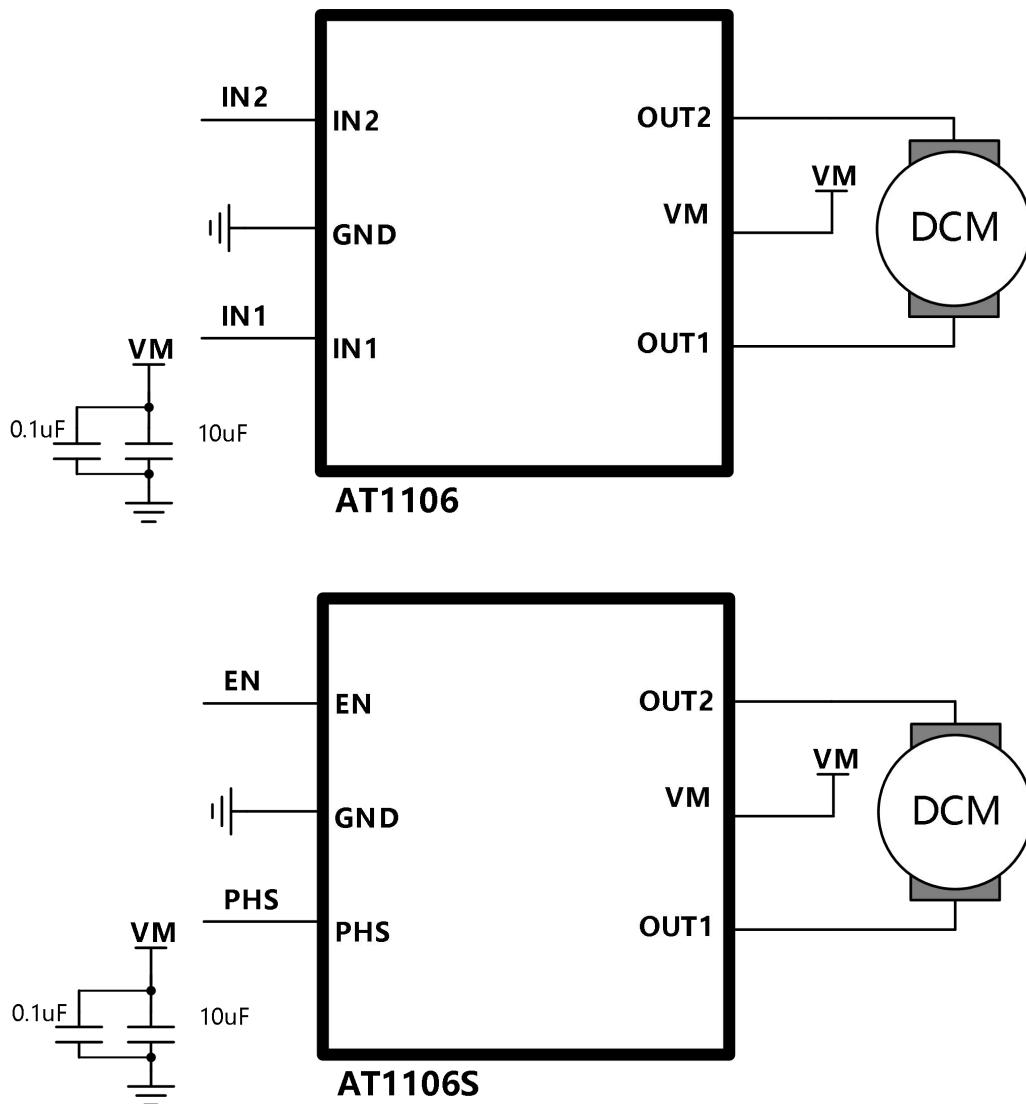 IN2
IN2
OUT2
VM
VM
GND
DCM
IN1
IN1
OUT1
VM
0.1uF
10uF
AT1106
EN
EN
OUT2
VM
VM
GND
DCM
PHS
PHS
OUT1
VM
0.1uF
10uF
AT1106S